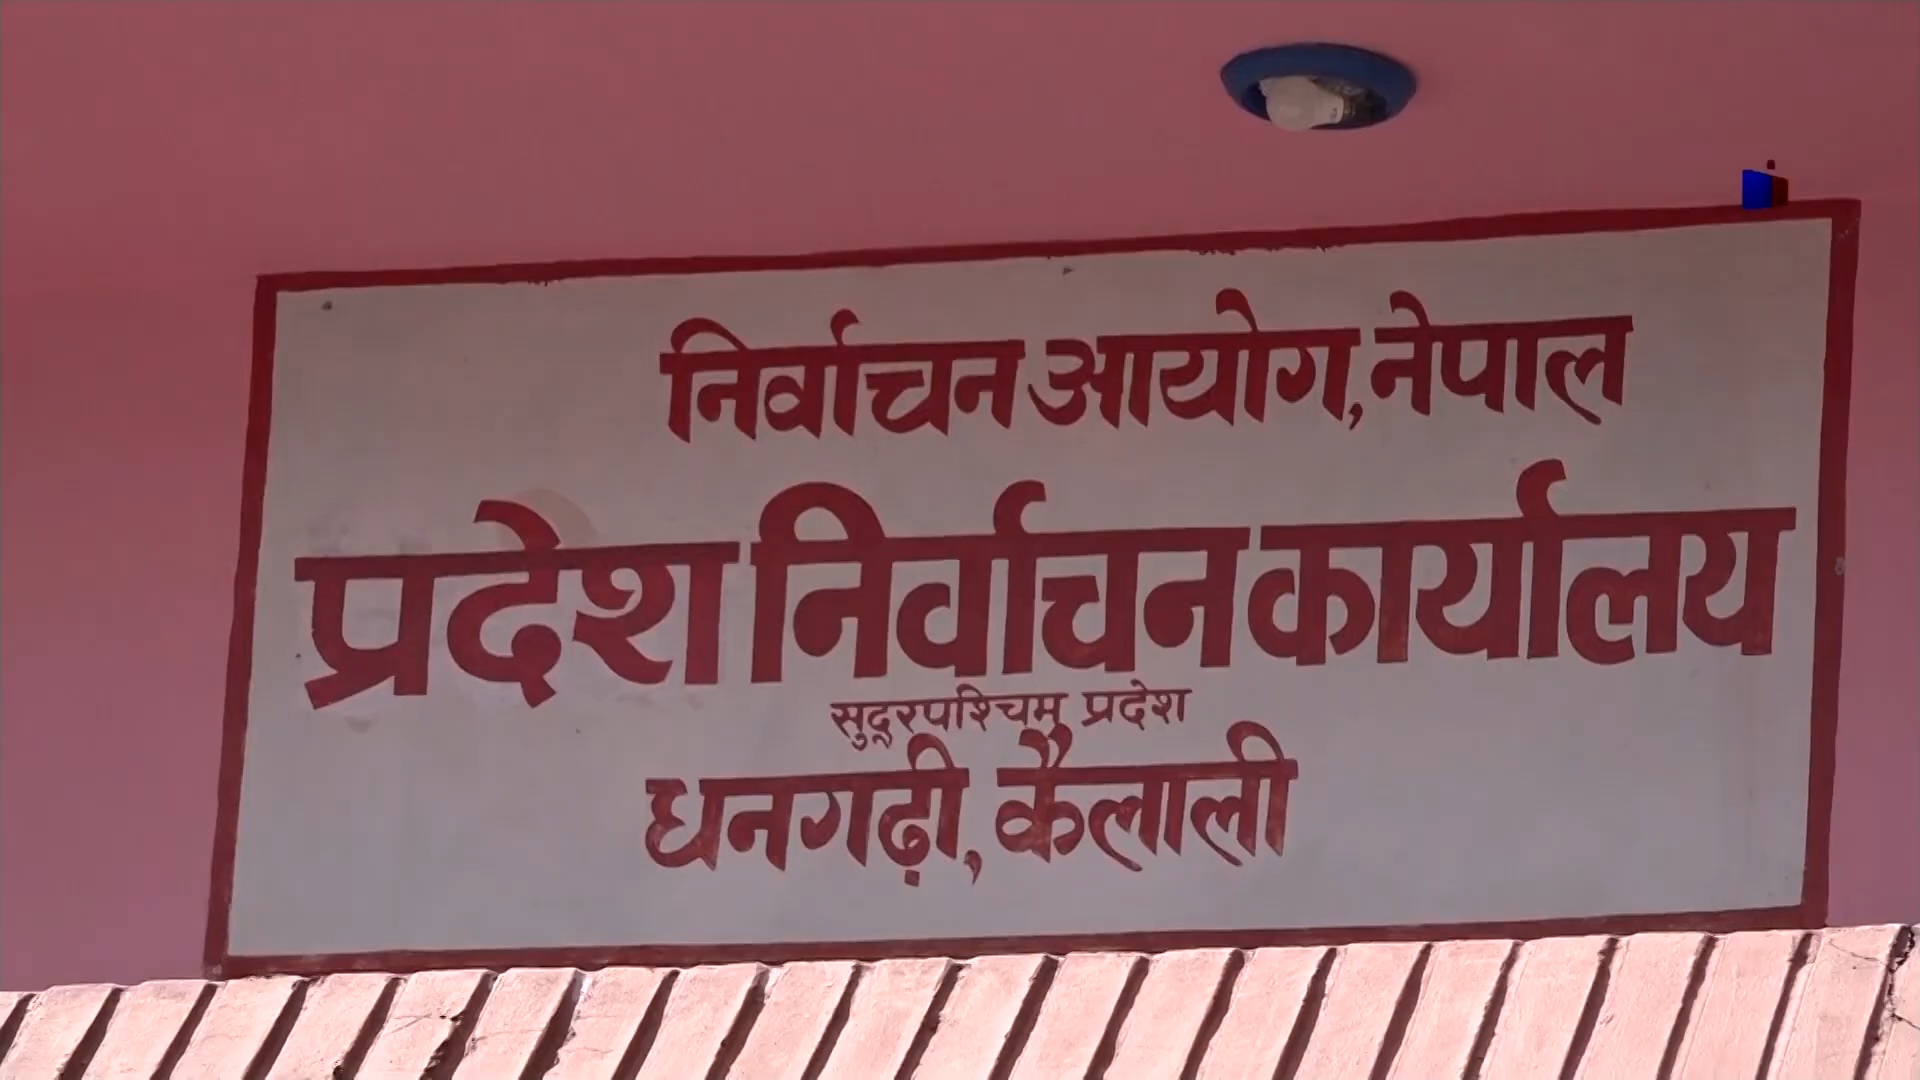 निर्वाचन आयोग, नेपाल
प्रदेश निर्वाचन कार्यालय
सुदूरपश्चिम प्रदेश
धनगढ़ी, कैलाली